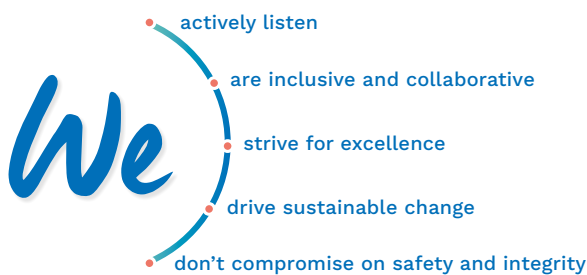 We
actively listen
are inclusive and collaborative
strive for excellence
drive sustainable change
don’t compromise on safety and integrity